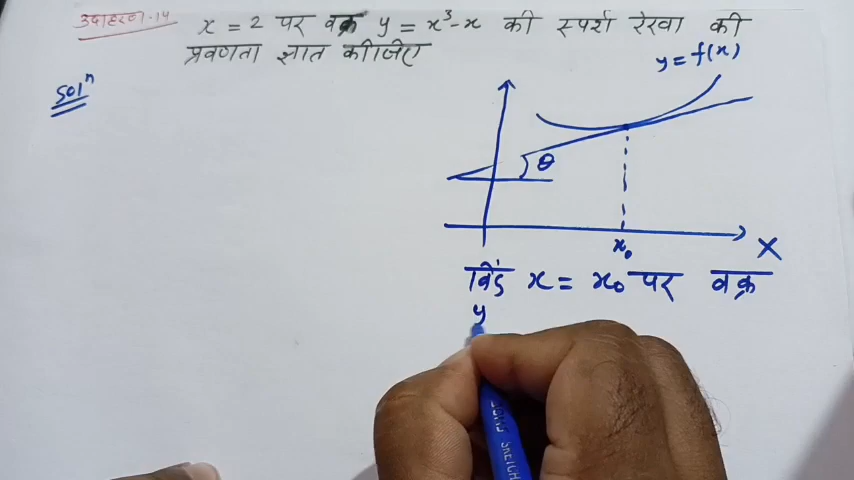 उदाहरण-14
x = 2 पर वक्र y = x³-x की स्पर्श रेखा की
प्रवणता ज्ञात कीजिए
Solⁿ
y = f(x)
θ
x₀
X
बिंदु x = x₀ पर वक्र
y